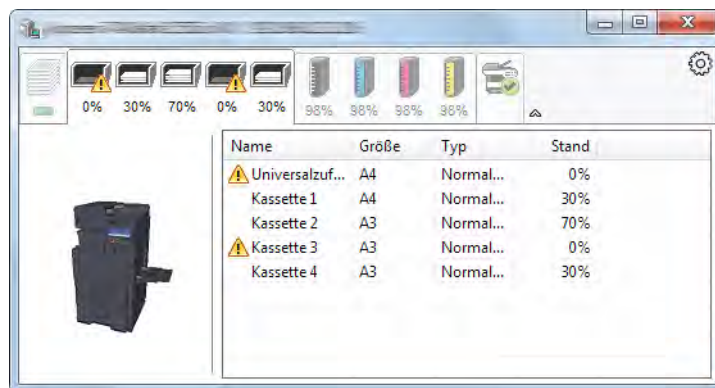 0% 30% 70% 0% 30% 98% 98% 98% 98%
Name Größe Typ Stand
Universalzuf... A4 Normal... 0%
Kassette 1 A4 Normal... 30%
Kassette 2 A3 Normal... 70%
Kassette 3 A3 Normal... 0%
Kassette 4 A3 Normal... 30%